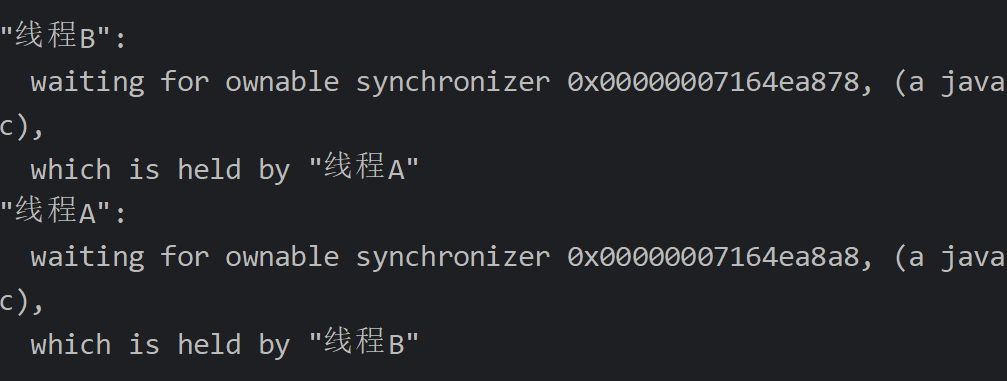 "线程B":
  waiting for ownable synchronizer 0x00000007164ea878, (a java
c),
  which is held by "线程A"
"线程A":
  waiting for ownable synchronizer 0x00000007164ea8a8, (a java
c),
  which is held by "线程B"